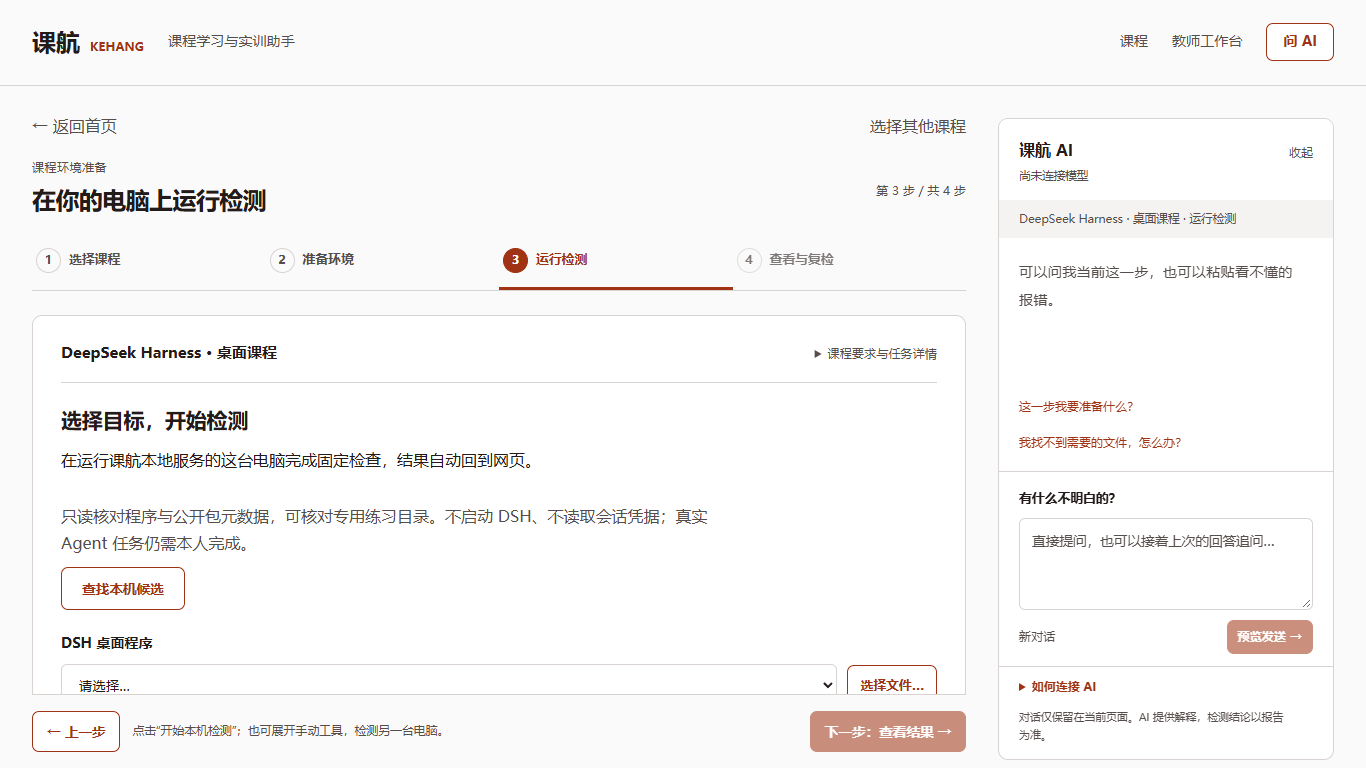 课航 KEHANG 课程学习与实训助手
课程 教师工作台 问 AI
← 返回首页
选择其他课程
课程环境准备
在你的电脑上运行检测
第 3 步 / 共 4 步
1 选择课程
2 准备环境
3 运行检测
4 查看与复检
DeepSeek Harness • 桌面课程
▶ 课程要求与任务详情
选择目标，开始检测
在运行课航本地服务的这台电脑完成固定检查，结果自动回到网页。
只读核对程序与公开包元数据，可核对专用练习目录。不启动 DSH、不读取会话凭据；真实
Agent 任务仍需本人完成。
查找本机候选
DSH 桌面程序
请选择...
选择文件...
← 上一步
点击“开始本机检测”；也可展开手动工具，检测另一台电脑。
下一步：查看结果 →
课航 AI
收起
尚未连接模型
DeepSeek Harness · 桌面课程 · 运行检测
可以问我当前这一步，也可以粘贴看不懂的
报错。
这一步我要准备什么？
我找不到需要的文件，怎么办？
有什么不明白的？
直接提问，也可以接着上次的回答追问...
新对话
预览发送 →
▶ 如何连接 AI
对话仅保留在当前页面。AI 提供解释，检测结论以报告
为准。